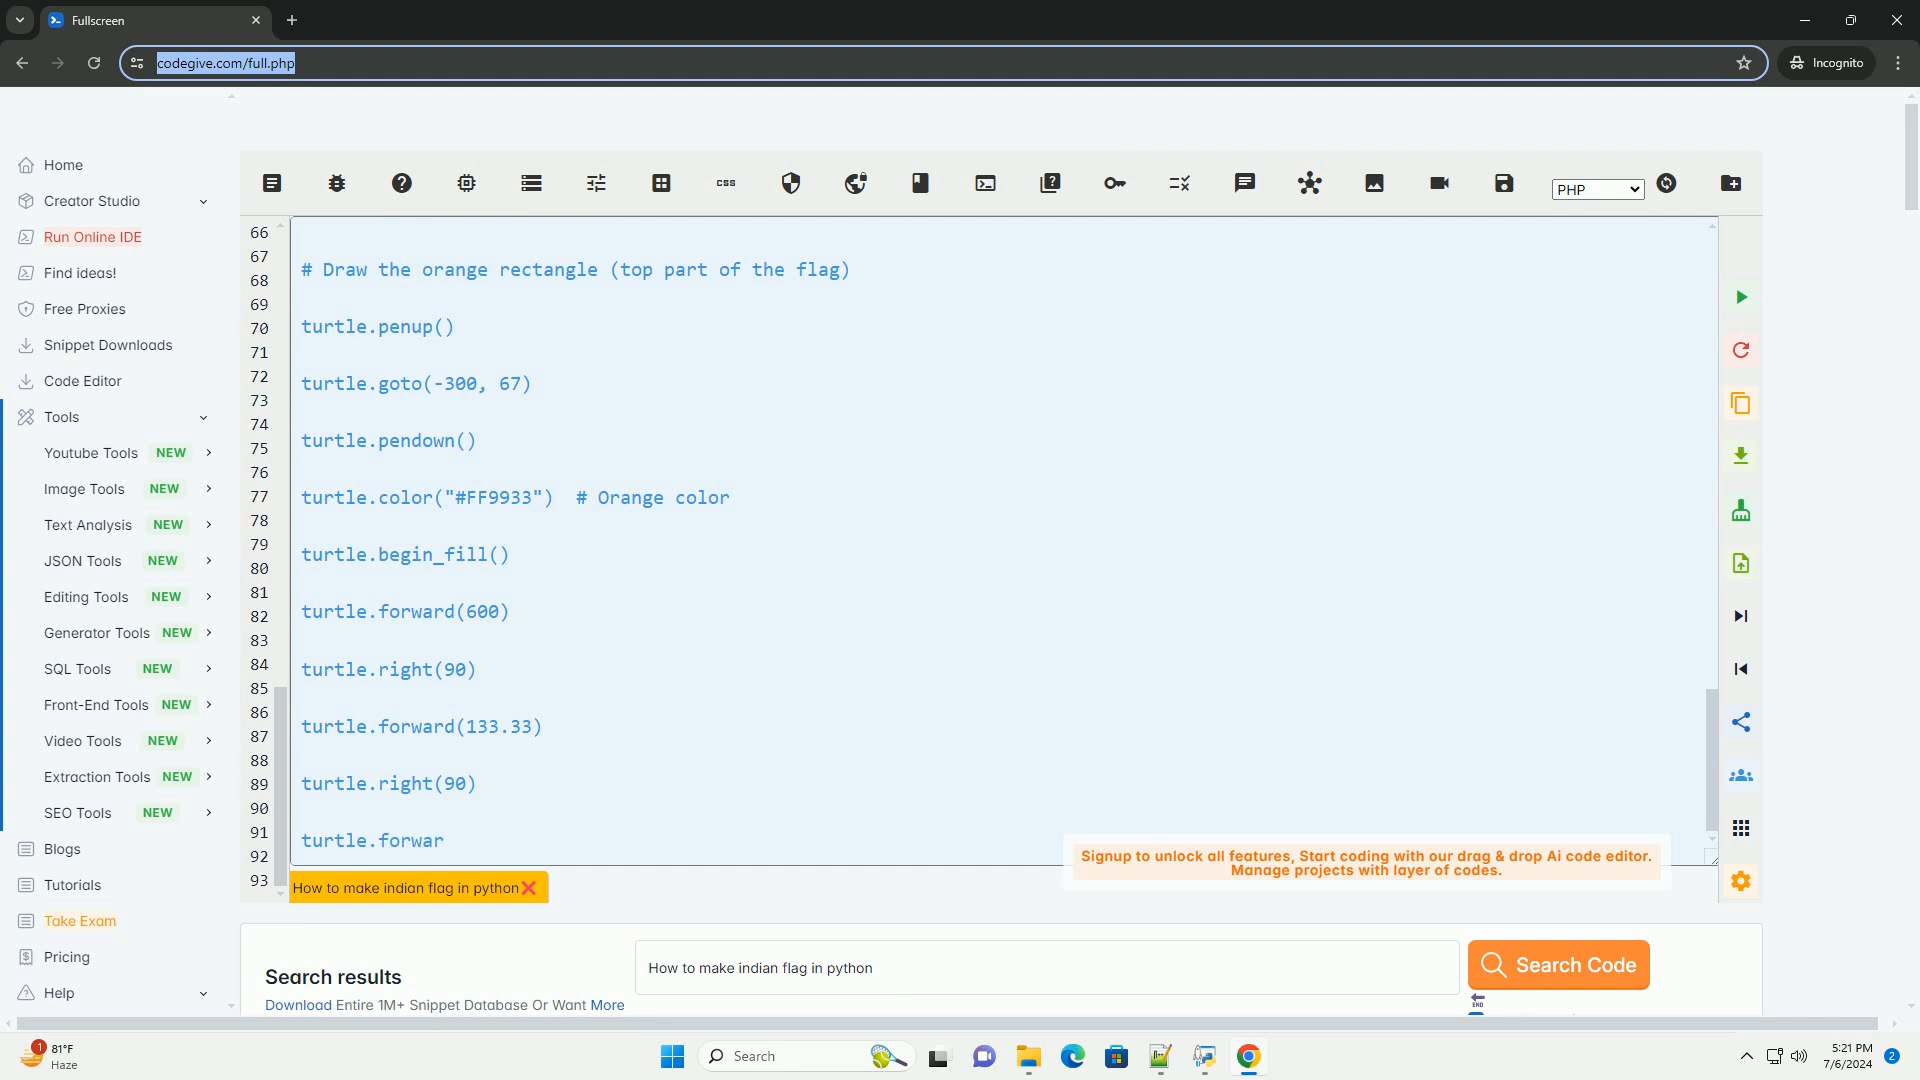 Fullscreen
codegive.com/full.php
Incognito
Home
Creator Studio
Run Online IDE
Find ideas!
Free Proxies
Snippet Downloads
Code Editor
Tools
Youtube Tools NEW
Image Tools NEW
Text Analysis NEW
JSON Tools NEW
Editing Tools NEW
Generator Tools NEW
SQL Tools NEW
Front-End Tools NEW
Video Tools NEW
Extraction Tools NEW
SEO Tools NEW
Blogs
Tutorials
Take Exam
Pricing
Help
css
PHP
66
67
68
69
70
71
72
73
74
75
76
77
78
79
80
81
82
83
84
85
86
87
88
89
90
91
92
93
# Draw the orange rectangle (top part of the flag)
turtle.penup()
turtle.goto(-300, 67)
turtle.pendown()
turtle.color("#FF9933")  # Orange color
turtle.begin_fill()
turtle.forward(600)
turtle.right(90)
turtle.forward(133.33)
turtle.right(90)
turtle.forwar
Signup to unlock all features, Start coding with our drag & drop Ai code editor.
Manage projects with layer of codes.
How to make indian flag in python
Search results
Download Entire 1M+ Snippet Database Or Want More
How to make indian flag in python
Search Code
END
1
81°F
Haze
Search
5:21 PM
7/6/2024
2